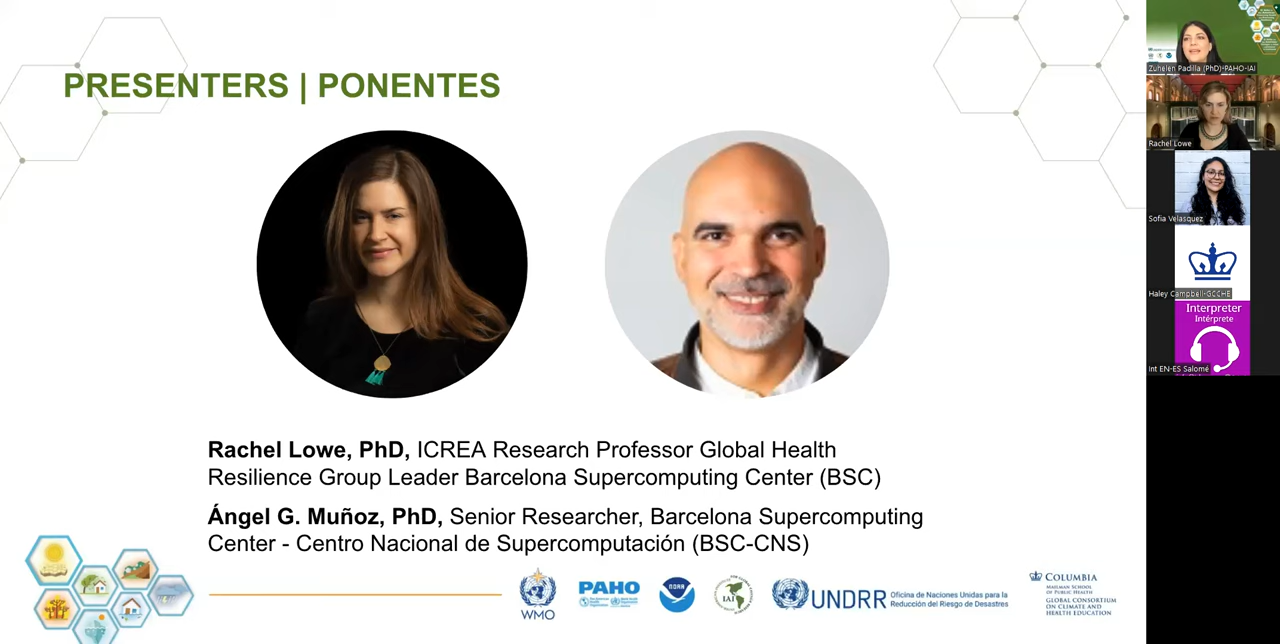 PRESENTERS | PONENTES
Rachel Lowe, PhD, ICREA Research Professor Global Health
Resilience Group Leader Barcelona Supercomputing Center (BSC)
Ángel G. Muñoz, PhD, Senior Researcher, Barcelona Supercomputing
Center - Centro Nacional de Supercomputación (BSC-CNS)
WMO
PAHO
NOAA
IAI
UNDRR
Oficina de Naciones Unidas para la
Reducción del Riesgo de Desastres
COLUMBIA
MAILMAN SCHOOL
OF PUBLIC HEALTH
GLOBAL CONSORTIUM
ON CLIMATE AND
HEALTH EDUCATION
Zuhelen Padilla (PhD)-PAHO-IAI
Rachel Lowe
Sofia Velasquez
Haley Campbell-GCCHE
Interpreter
Intérprete
Int EN-ES Salomé